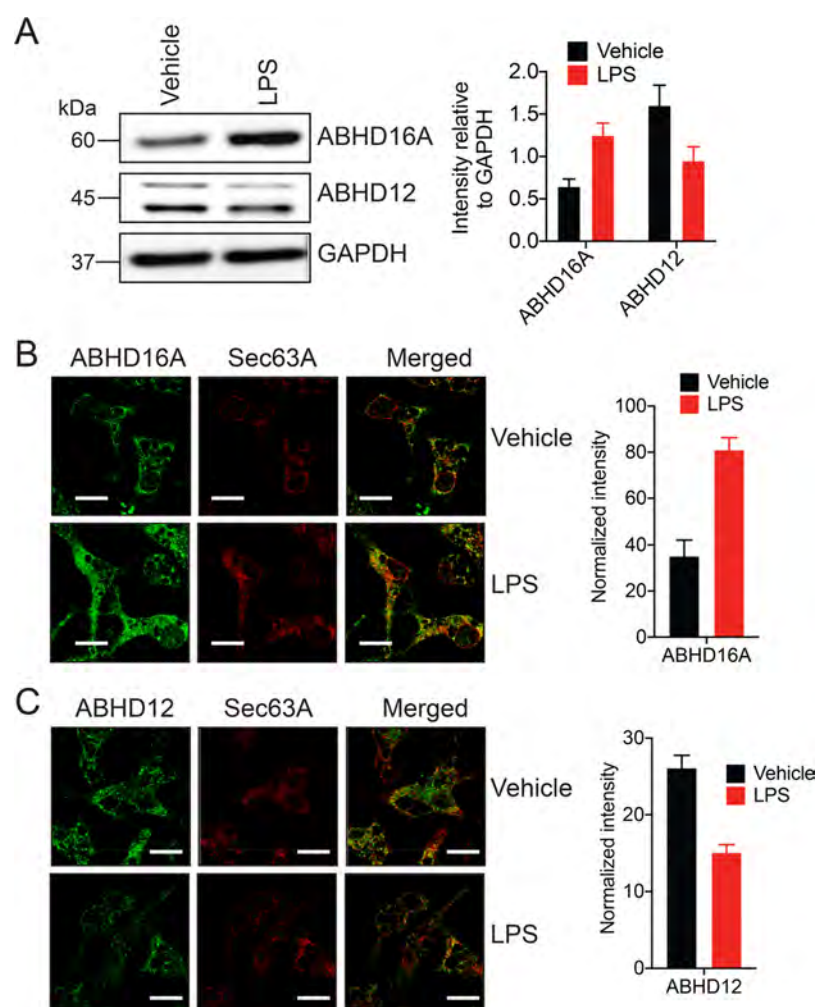 A
Vehicle
LPS
kDa
60
ABHD16A
45
ABHD12
37
GAPDH
Vehicle
LPS
Intensity relative
to GAPDH
2.0
1.5
1.0
0.5
0.0
ABHD16A
ABHD12
B
ABHD16A Sec63A Merged
Vehicle
LPS
Vehicle
LPS
Normalized intensity
100
80
60
40
20
0
ABHD16A
C
ABHD12 Sec63A Merged
Vehicle
LPS
Vehicle
LPS
Normalized intensity
30
20
10
0
ABHD12